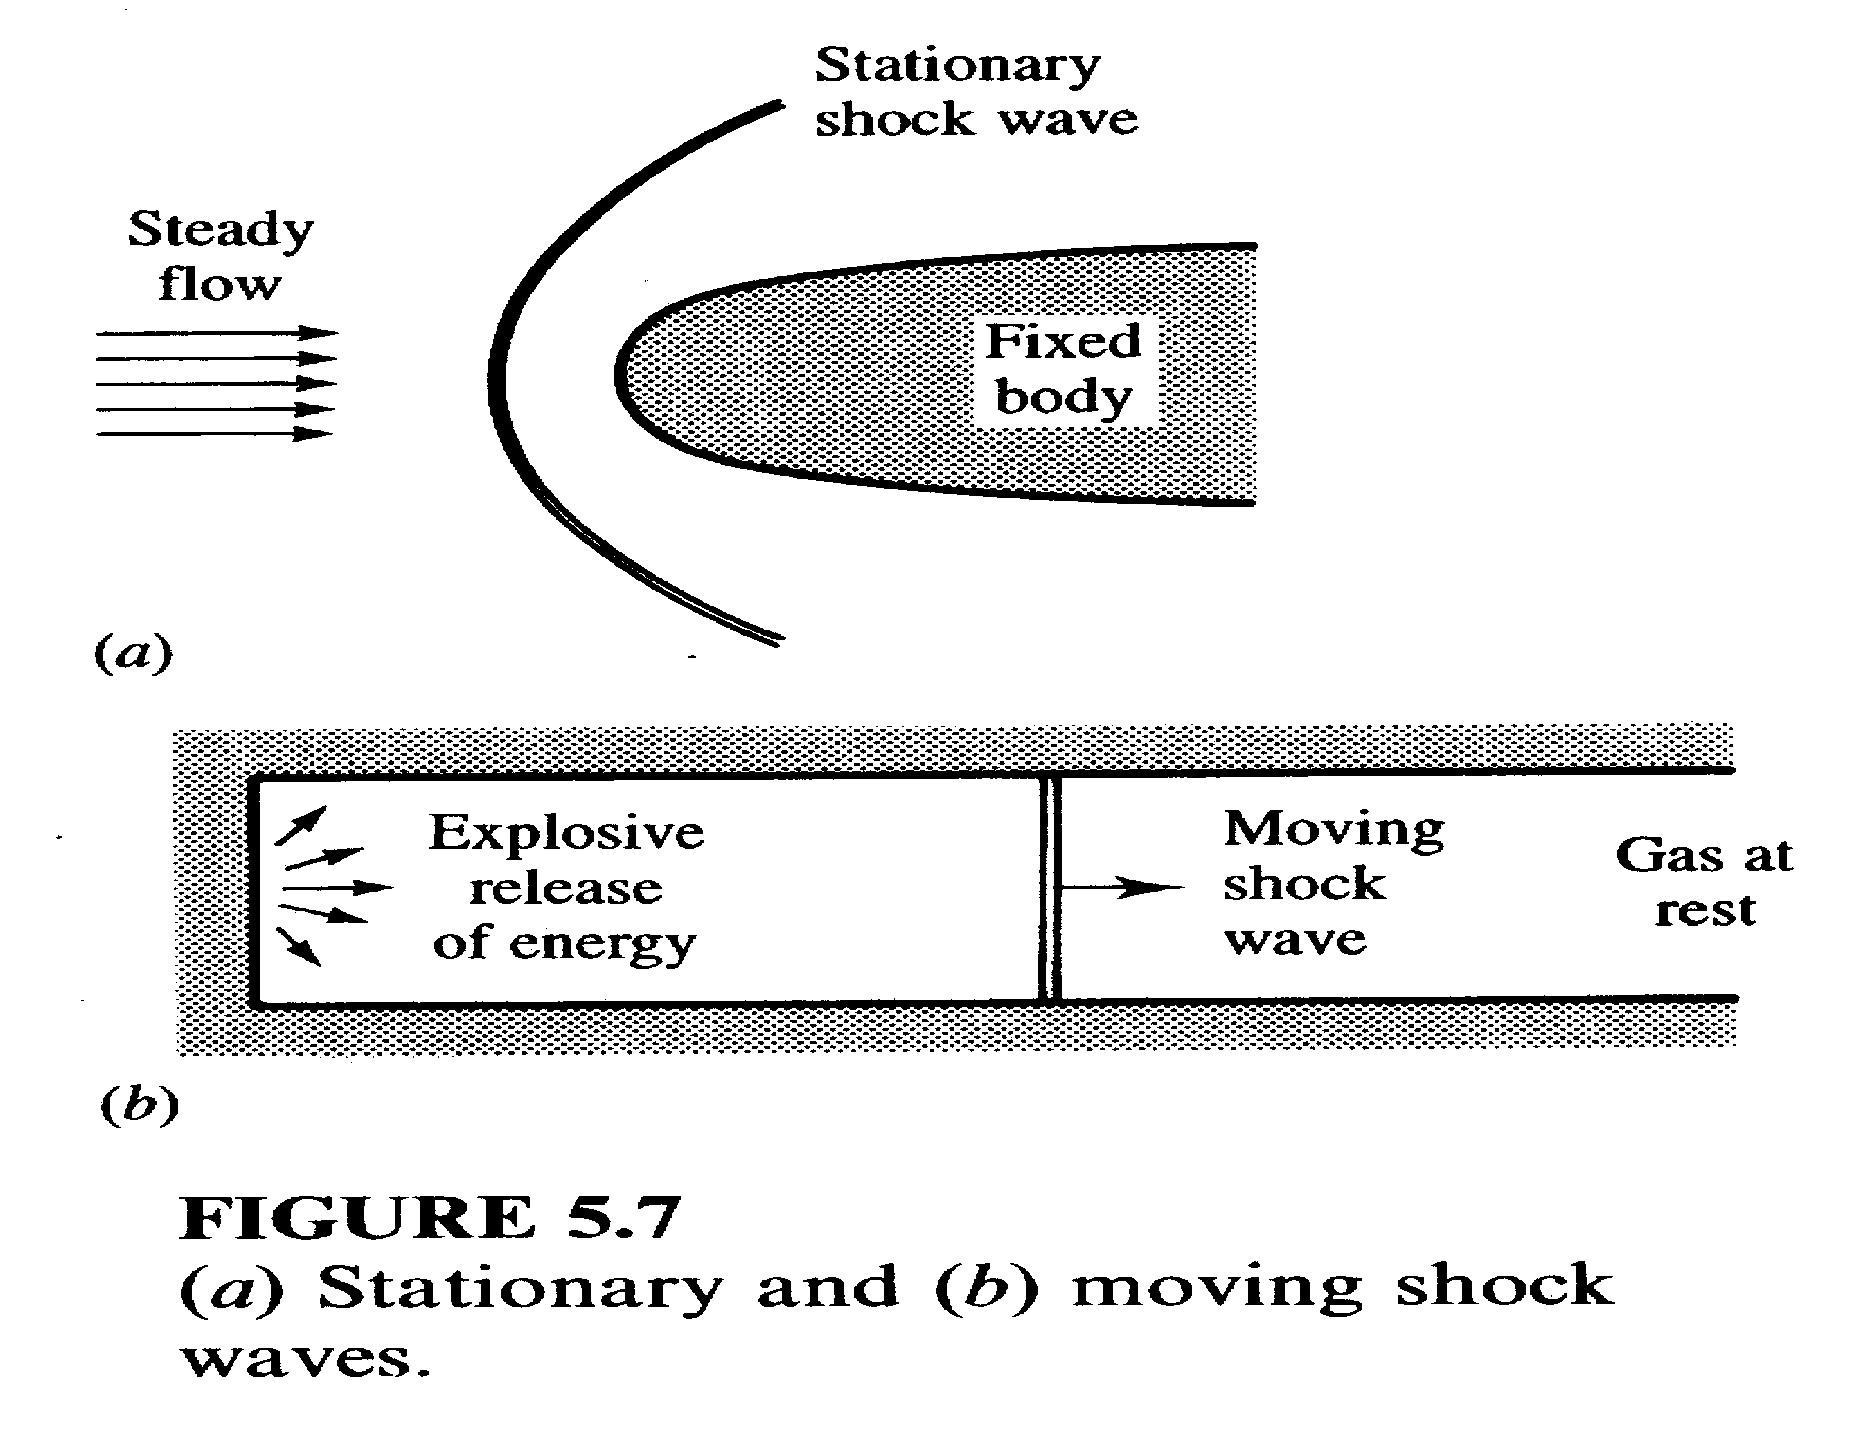 Stationary
shock wave
Steady
flow
Fixed
body
(a)
Explosive
release
of energy
Moving
shock
wave
Gas at
rest
(b)
FIGURE 5.7
(a) Stationary and (b) moving shock
waves.